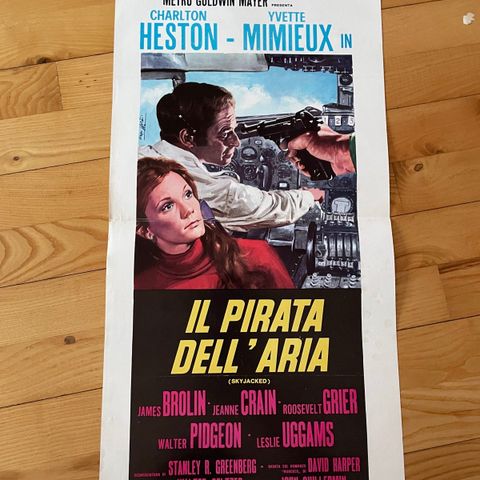 METRO GOLDWIN MAYER PRESENTA
CHARLTON YVETTE
HESTON - MIMIEUX IN
IL PIRATA
DELL'ARIA
(SKYJACKED)
JAMES BROLIN · JEANNE CRAIN · ROOSEVELT GRIER
WALTER PIDGEON · LESLIE UGGAMS
STANLEY R. GREENBERG · DAVID HARPER